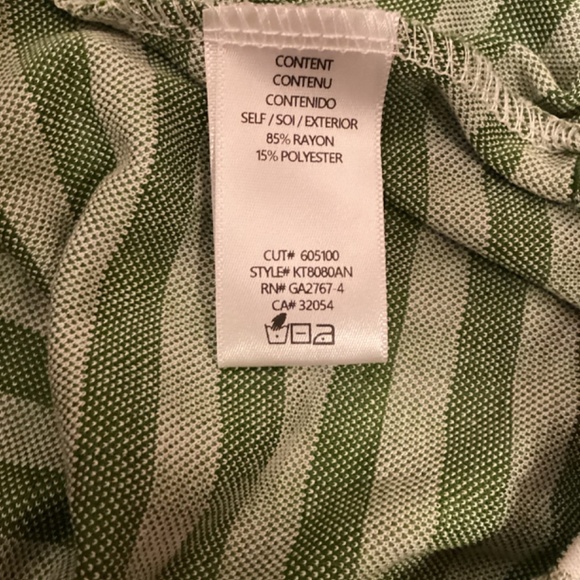 CONTENT
CONTENU
CONTENIDO
SELF / SOI / EXTERIOR
85% RAYON
15% POLYESTER
CUT# 605100
STYLE# KT8080AN
RN# GA2767-4
CA# 32054